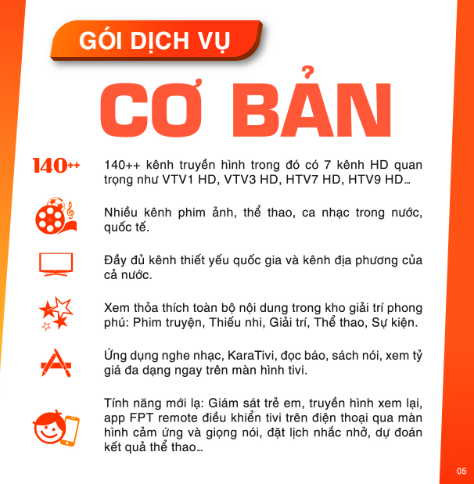 GÓI DỊCH VỤ
CƠ BẢN
140++
140++ kênh truyền hình trong đó có 7 kênh HD quan
trọng như VTV1 HD, VTV3 HD, HTV7 HD, HTV9 HD...
Nhiều kênh phim ảnh, thể thao, ca nhạc trong nước,
quốc tế.
Đầy đủ kênh thiết yếu quốc gia và kênh địa phương của
cả nước.
Xem thỏa thích toàn bộ nội dung trong kho giải trí phong
phú: Phim truyện, Thiếu nhi, Giải trí, Thể thao, Sự kiện.
Ứng dụng nghe nhạc, KaraTivi, đọc báo, sách nói, xem tỷ
giá đa dạng ngay trên màn hình tivi.
Tính năng mới lạ: Giám sát trẻ em, truyền hình xem lại,
app FPT remote điều khiển tivi trên điện thoại qua màn
hình cảm ứng và giọng nói, đặt lịch nhắc nhở, dự đoán
kết quả thể thao...
05